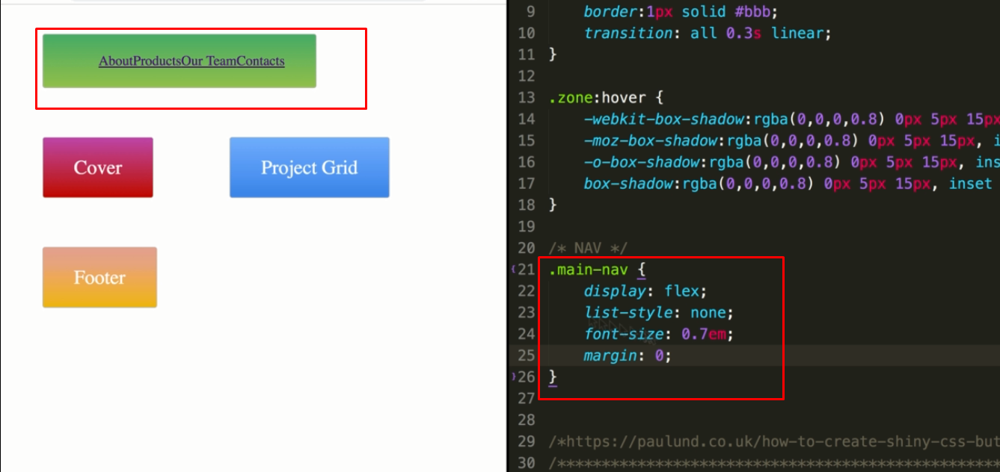 AboutProductsOur TeamContacts
Cover
Project Grid
Footer
9 border:1px solid #bbb;
10 transition: all 0.3s linear;
11 }
12
13 .zone:hover {
14 -webkit-box-shadow:rgba(0,0,0,0.8) 0px 5px 15px
15 -moz-box-shadow:rgba(0,0,0,0.8) 0px 5px 15px, i
16 -o-box-shadow:rgba(0,0,0,0.8) 0px 5px 15px, ins
17 box-shadow:rgba(0,0,0,0.8) 0px 5px 15px, inset
18 }
19
20 /* NAV */
21 .main-nav {
22 display: flex;
23 list-style: none;
24 font-size: 0.7em;
25 margin: 0;
26 }
27
28
29 /*https://paulund.co.uk/how-to-create-shiny-css-but
30 /**************************************************